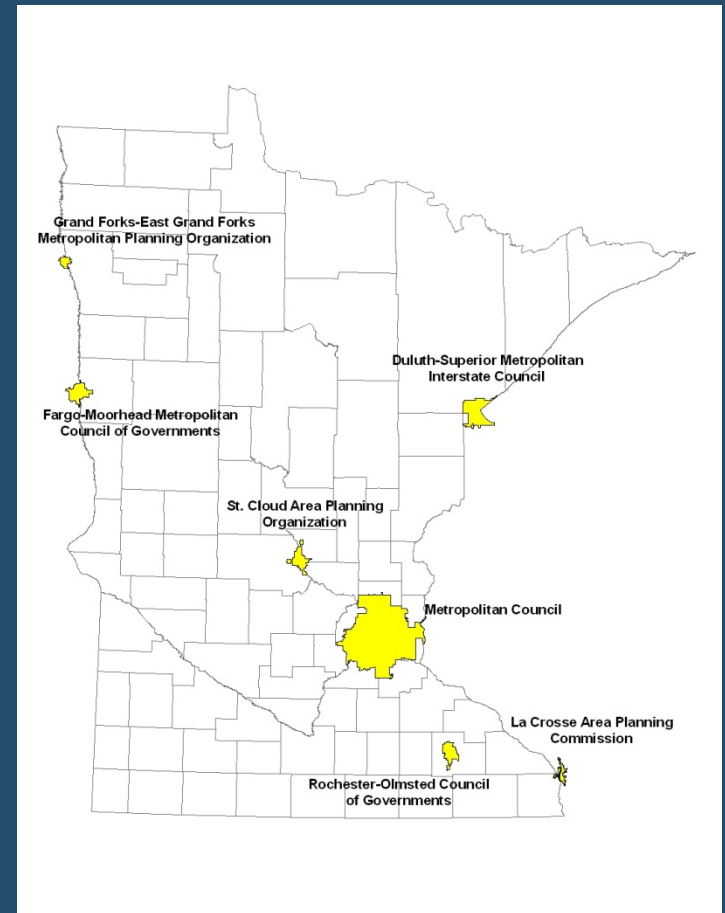 Grand Forks-East Grand Forks
Metropolitan Planning Organization
Duluth-Superior Metropolitan
Interstate Council
Fargo-Moorhead Metropolitan
Council of Governments
St. Cloud Area Planning
Organization
Metropolitan Council
La Crosse Area Planning
Commission
Rochester-Olmsted Council
of Governments